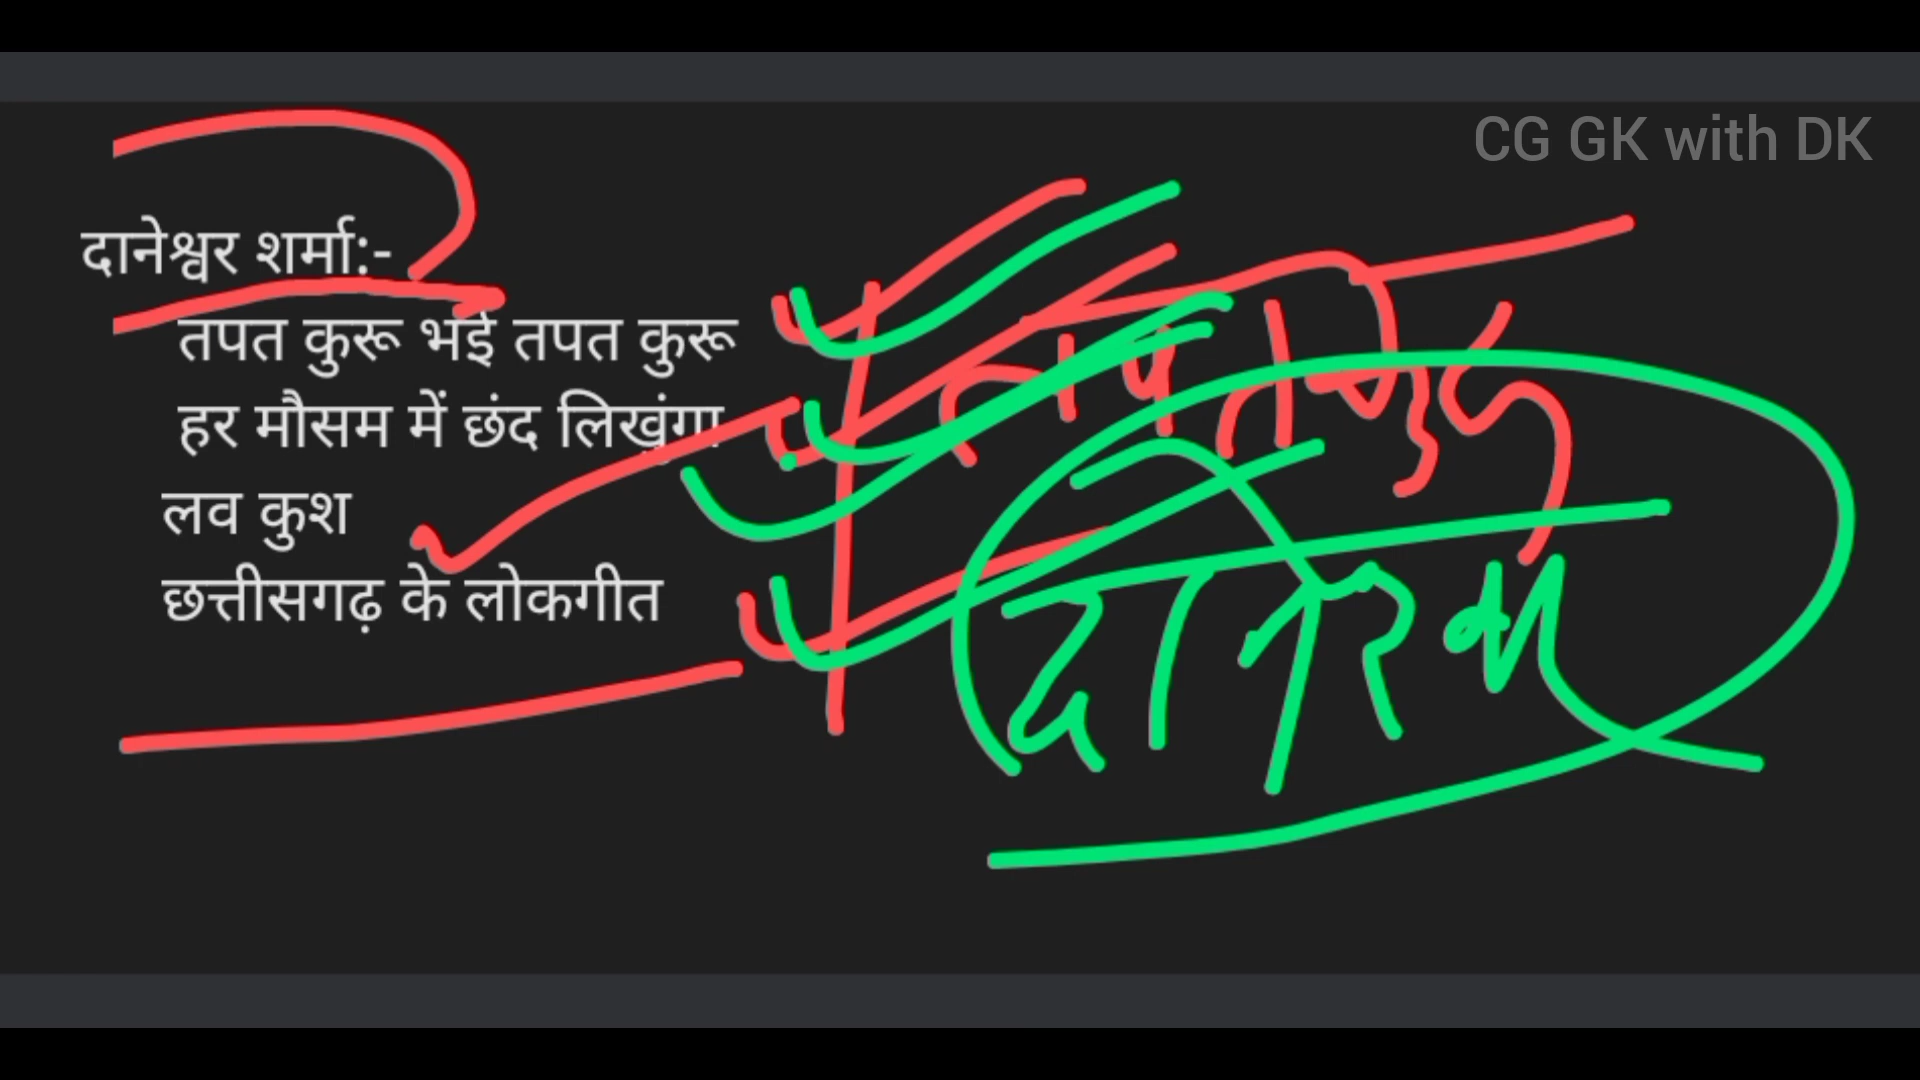 CG GK with DK
दानेश्वर शर्मा:-
तपत कुरू भई तपत कुरू
हर मौसम में छंद लिखुंगा
लव कुश
छत्तीसगढ़ के लोकगीत